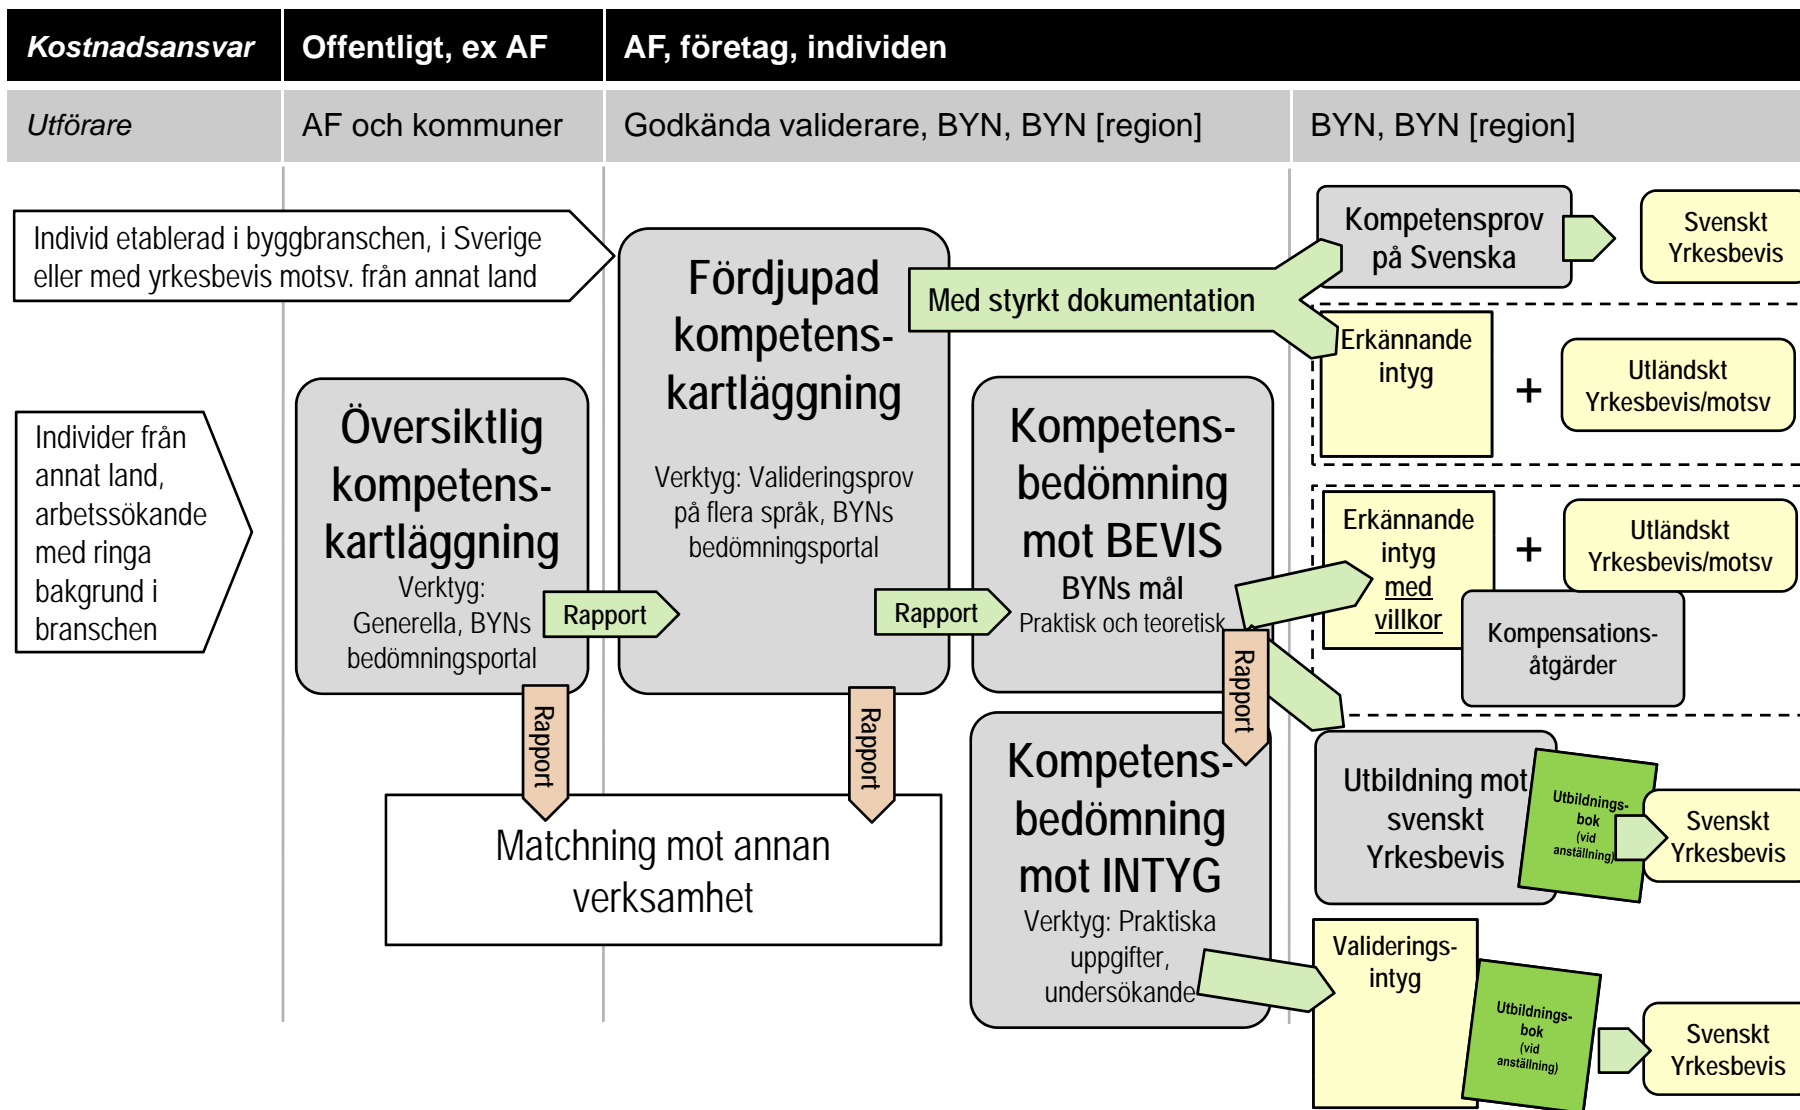 Kostnadsansvar
Offentligt, ex AF
AF, företag, individen
Utförare
AF och kommuner
Godkända validerare, BYN, BYN [region]
BYN, BYN [region]
Individ etablerad i byggbranschen, i Sverige
eller med yrkesbevis motsv. från annat land
Individer från
annat land,
arbetssökande
med ringa
bakgrund i
branschen
Översiktlig
kompetens-
kartläggning
Verktyg:
Generella, BYNs
bedömningsportal
Rapport
Rapport
Fördjupad
kompetens-
kartläggning
Verktyg: Valideringsprov
på flera språk, BYNs
bedömningsportal
Rapport
Rapport
Matchning mot annan
verksamhet
Med styrkt dokumentation
Kompetens-
bedömning
mot BEVIS
BYNs mål
Praktisk och teoretisk
Rapport
Kompetens-
bedömning
mot INTYG
Verktyg: Praktiska
uppgifter,
undersökande
Kompetensprov
på Svenska
Svenskt
Yrkesbevis
Erkännande
intyg
+
Utländskt
Yrkesbevis/motsv
Erkännande
intyg
med
villkor
+
Utländskt
Yrkesbevis/motsv
Kompensations-
åtgärder
Utbildning mot
svenskt
Yrkesbevis
Utbildnings-
bok
(vid
anställning)
Svenskt
Yrkesbevis
Validerings-
intyg
Utbildnings-
bok
(vid
anställning)
Svenskt
Yrkesbevis